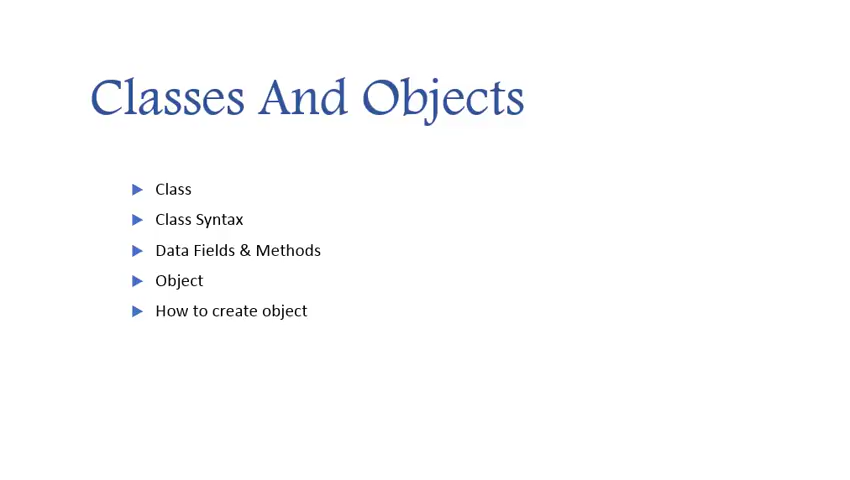 Classes And Objects
Class
Class Syntax
Data Fields & Methods
Object
How to create object